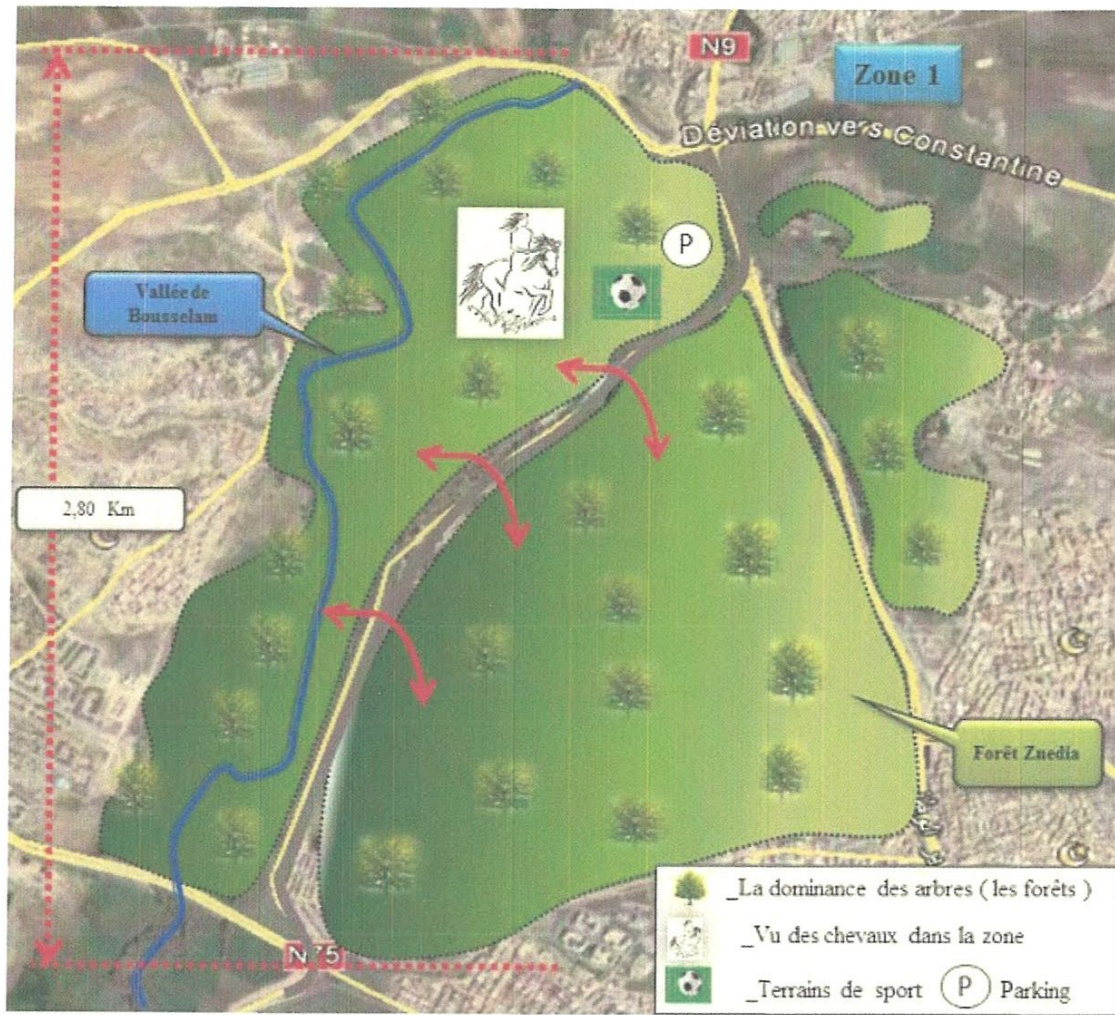 N9
Zone 1
Déviation vers Constantine
Vallée de
Bousselam
2,80 Km
Forêt Znedia
N 75
_La dominance des arbres ( les forêts )
_Vu des chevaux dans la zone
_Terrains de sport P Parking
P